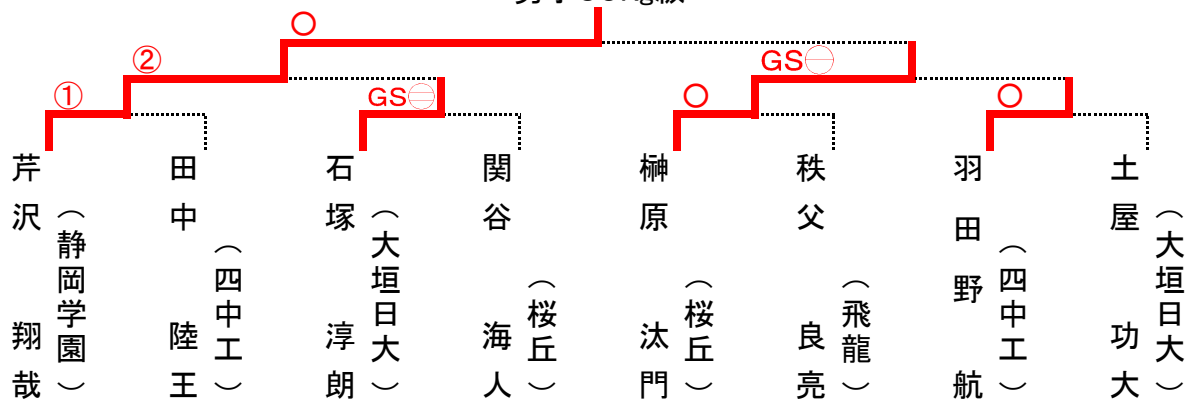 ○
② GS⊖
① GS㊂ ○ ○
芹沢 翔哉 （静岡学園）
田中 陸王 （四中工）
石塚 淳朗 （大垣日大）
関谷 海人 （桜丘）
榊原 汰門 （桜丘）
秩父 良亮 （飛龍）
羽田野 航 （四中工）
土屋 功大 （大垣日大）